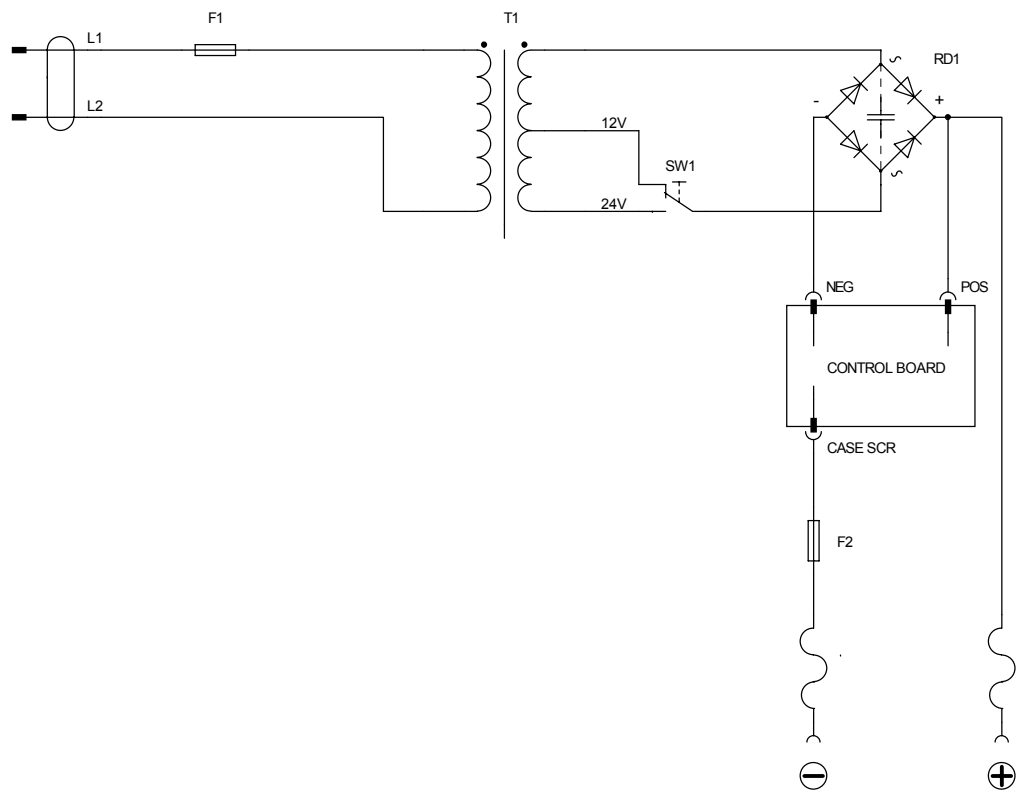 F1
T1
L1
RD1
-
+
L2
12V
SW1
24V
NEG
POS
CONTROL BOARD
CASE SCR
F2